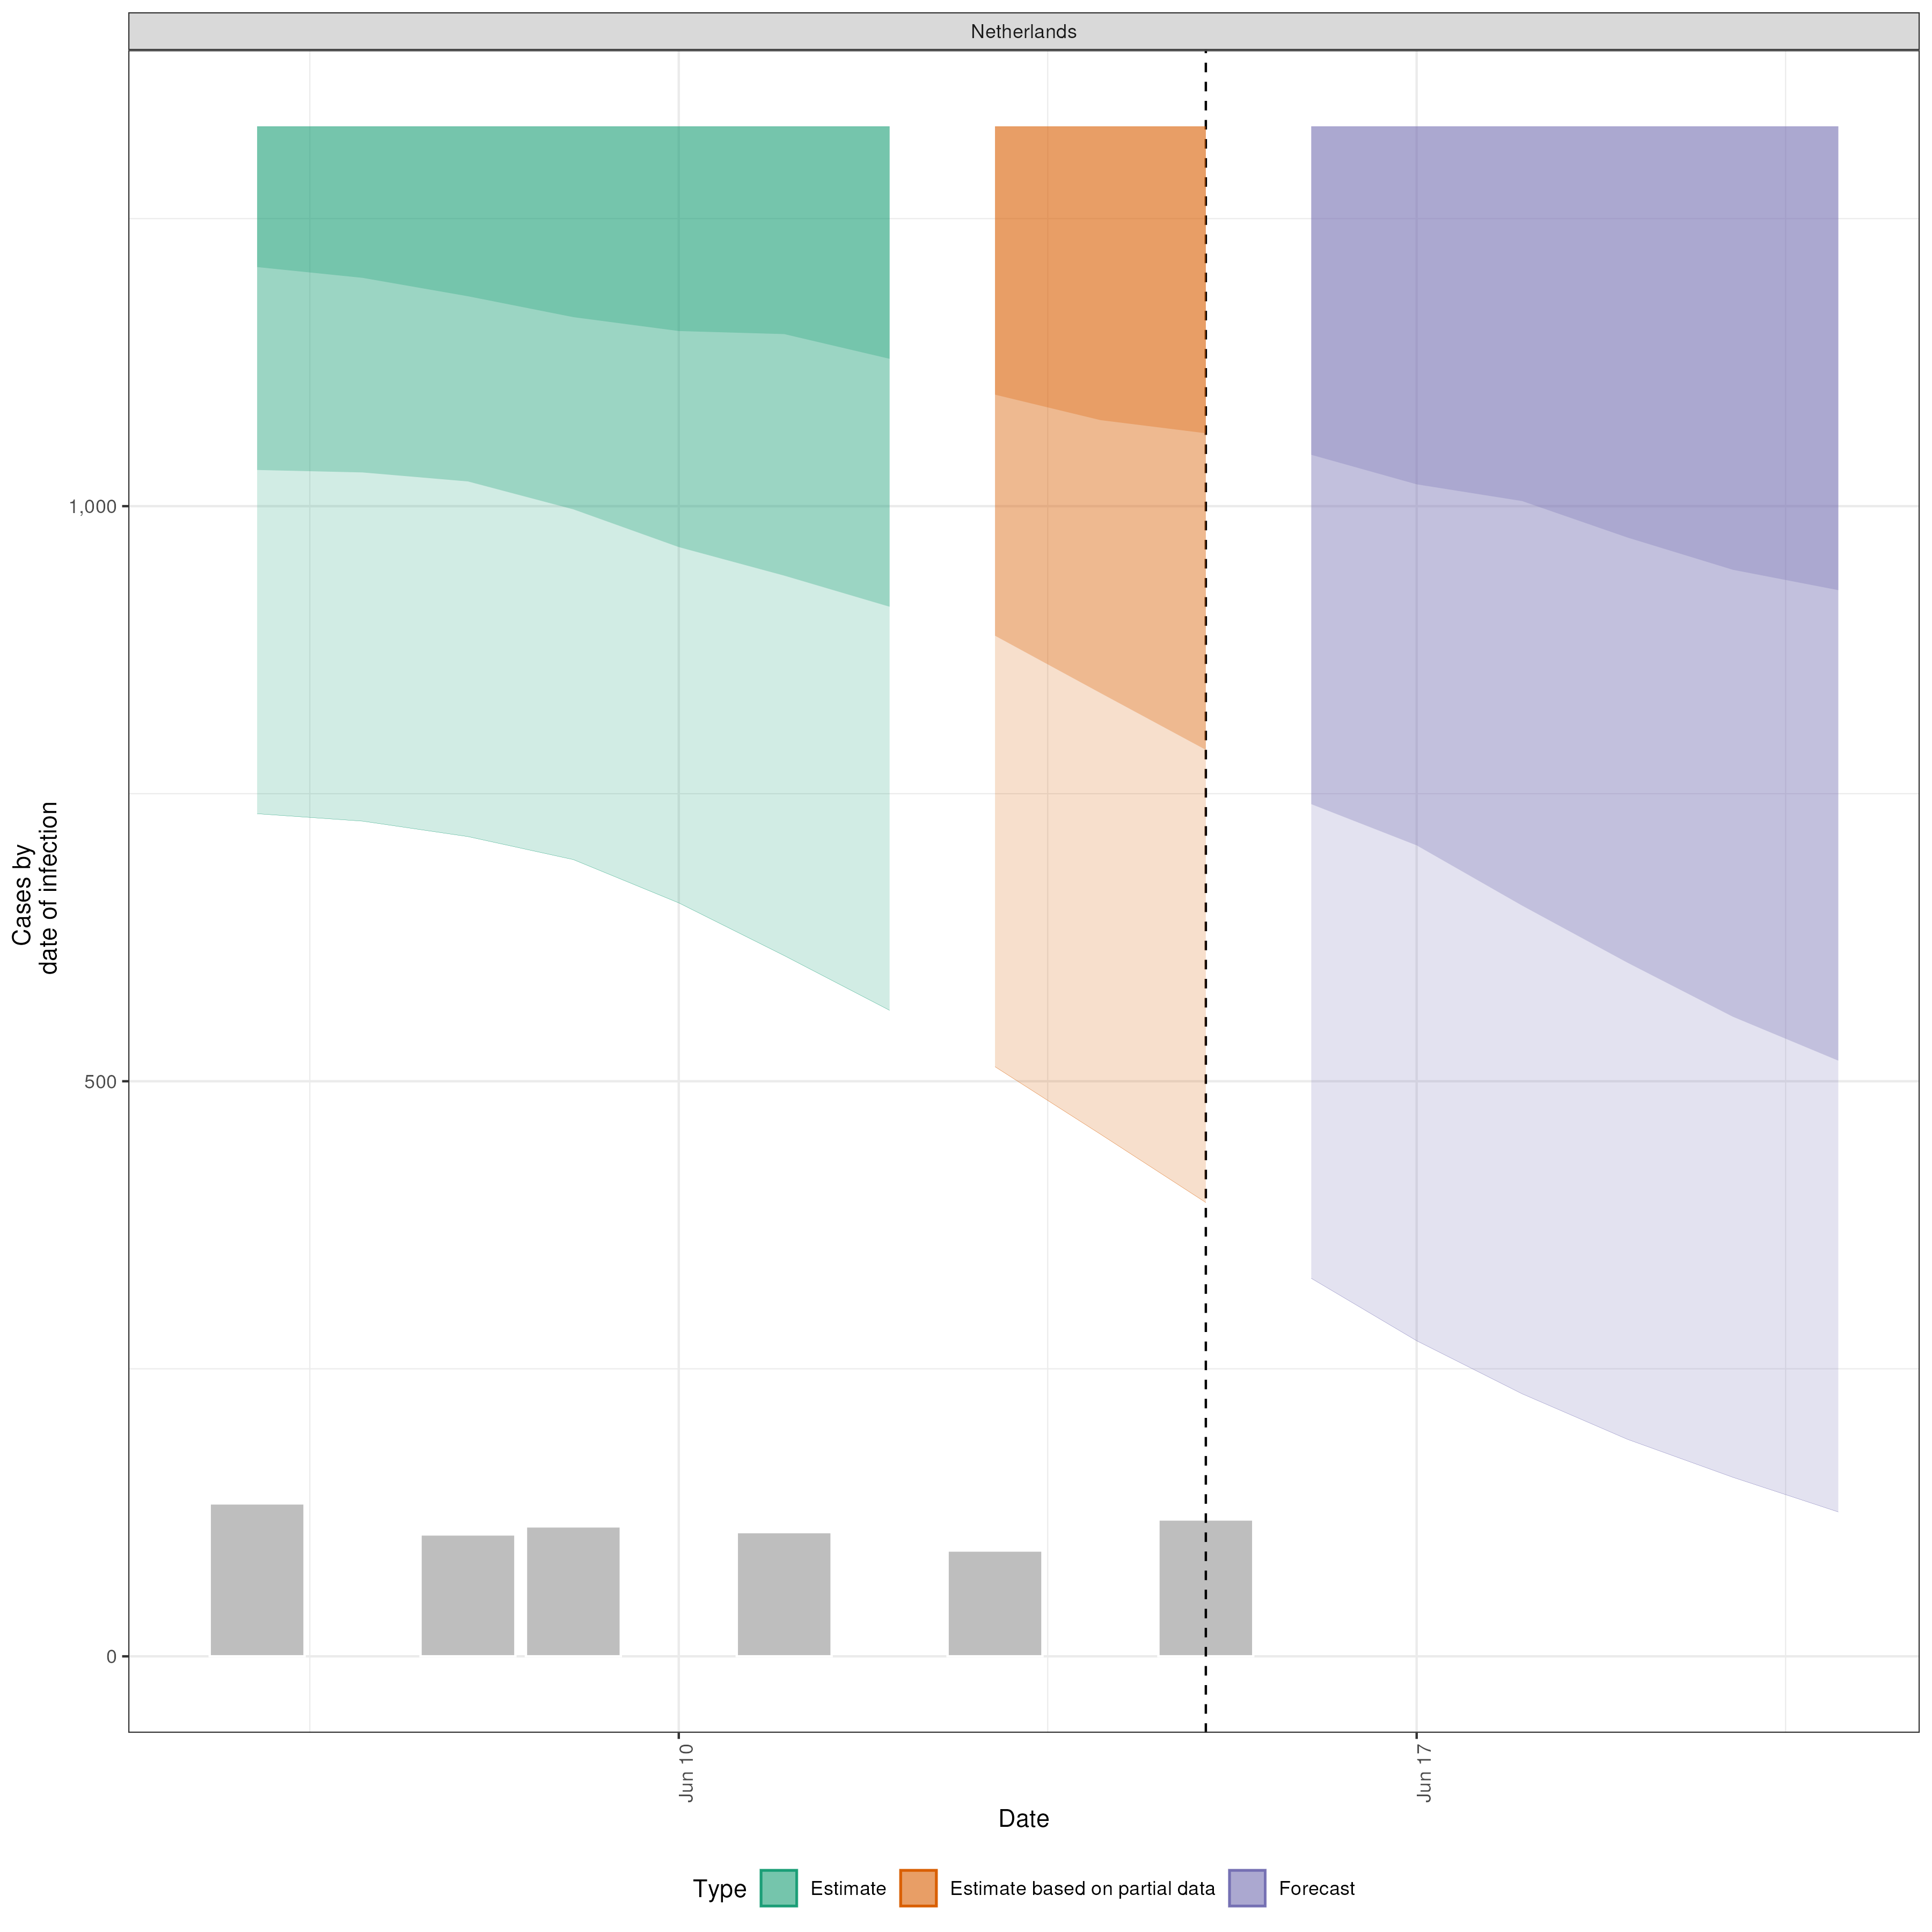 Netherlands
1,000
500
0
Cases by
date of infection
Jun 10
Jun 17
Date
Type
Estimate
Estimate based on partial data
Forecast